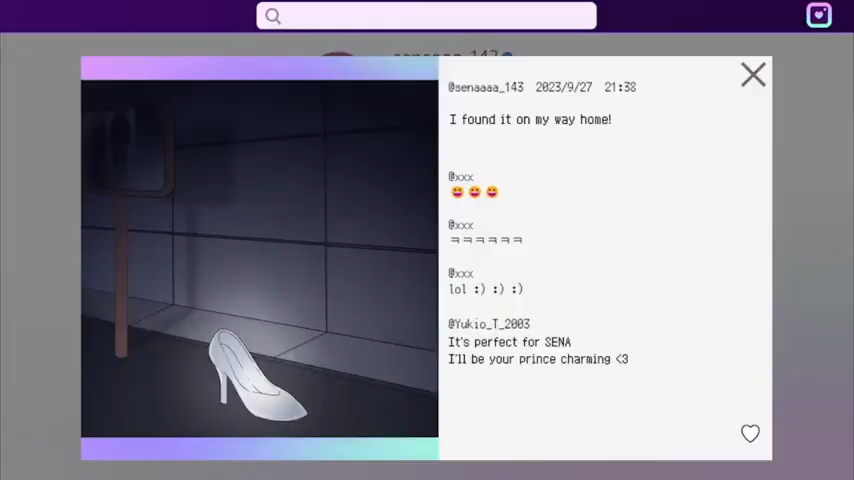 senaaaa_143
@senaaaa_143 2023/9/27 21:38
I found it on my way home!
@xxx
😀😀😀
@xxx
ㅋㅋㅋㅋㅋㅋ
@xxx
lol :) :) :)
@Yukio_T_2003
It's perfect for SENA
I'll be your prince charming <3